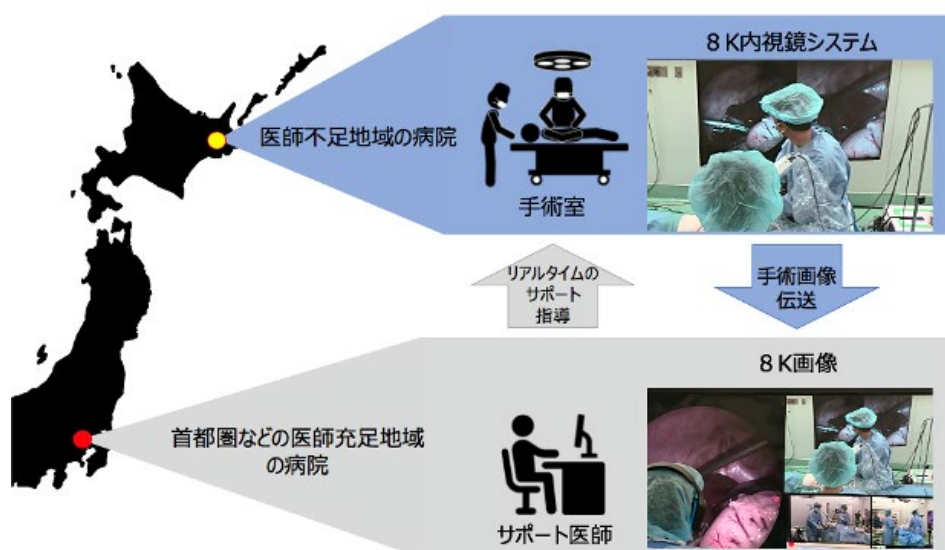 ８Ｋ内視鏡システム
医師不足地域の病院
手術室
リアルタイムの
サポート
指導
手術画像
伝送
８Ｋ画像
首都圏などの医師充足地域
の病院
サポート医師